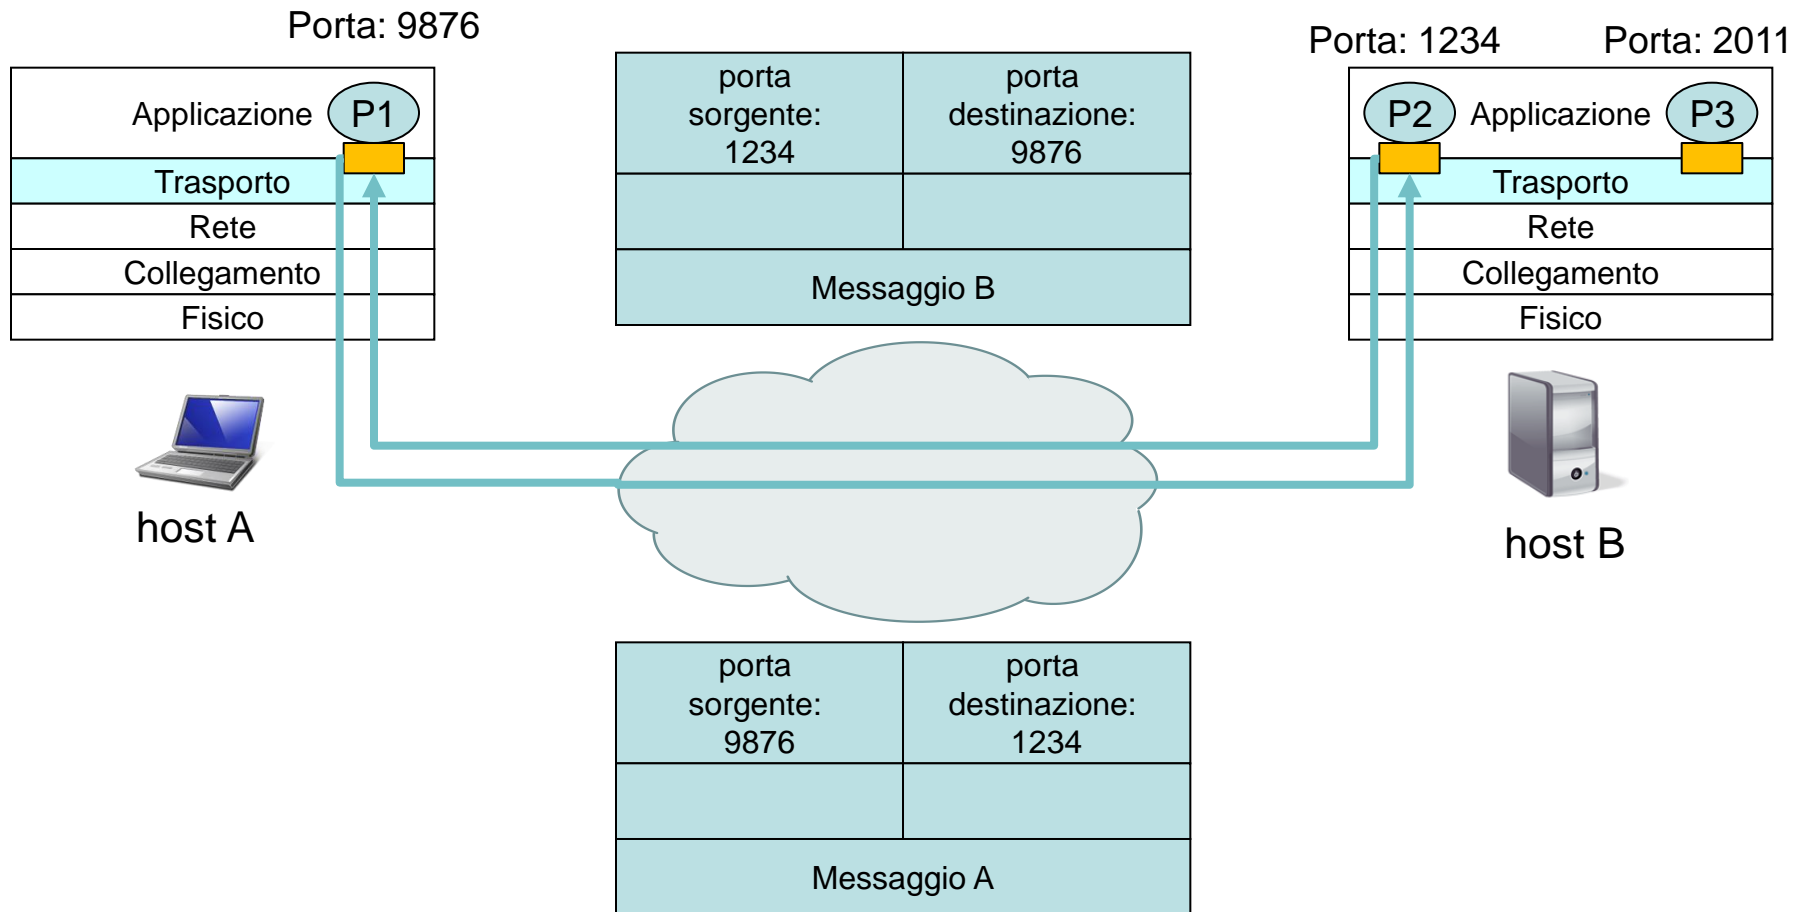 Porta: 9876
Applicazione
P1
Trasporto
Rete
Collegamento
Fisico
host A
porta
sorgente:
1234
porta
destinazione:
9876
Messaggio B
Porta: 1234
Porta: 2011
P2
Applicazione
P3
Trasporto
Rete
Collegamento
Fisico
host B
porta
sorgente:
9876
porta
destinazione:
1234
Messaggio A